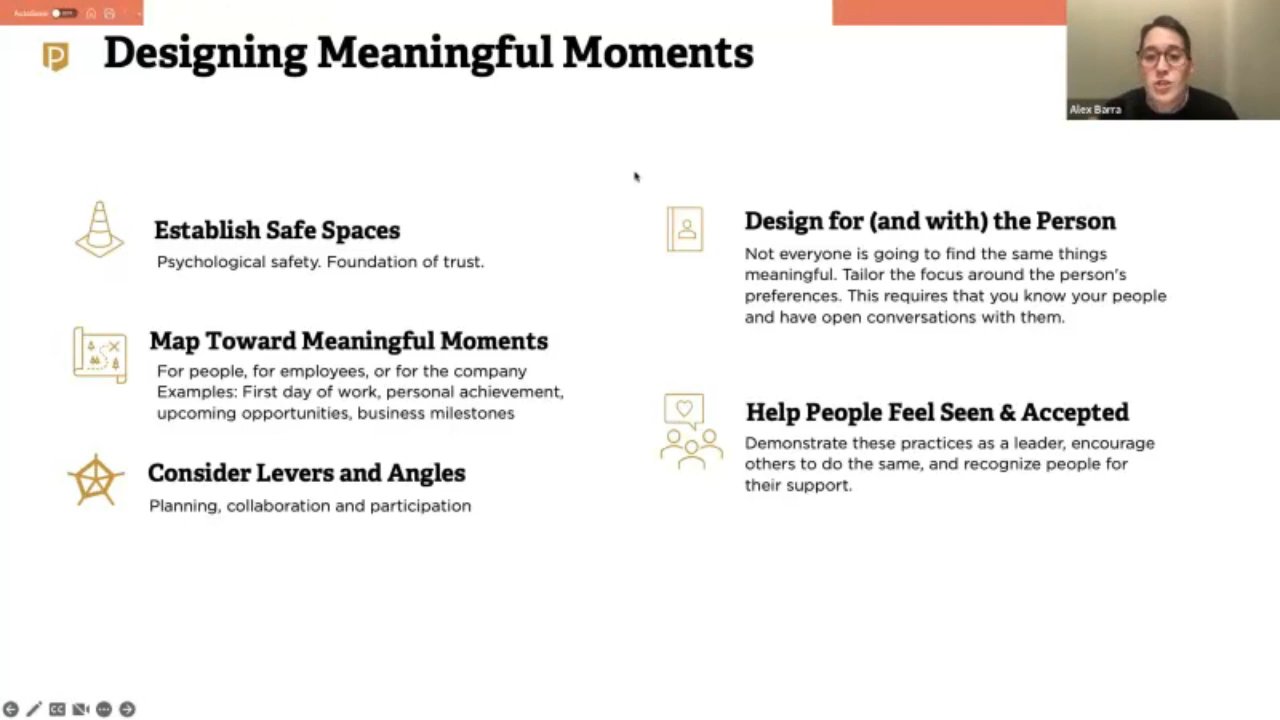 AutoSave OFF
P
Designing Meaningful Moments
Alex Barra
Establish Safe Spaces
Psychological safety. Foundation of trust.
Map Toward Meaningful Moments
For people, for employees, or for the company
Examples: First day of work, personal achievement,
upcoming opportunities, business milestones
Consider Levers and Angles
Planning, collaboration and participation
Design for (and with) the Person
Not everyone is going to find the same things
meaningful. Tailor the focus around the person's
preferences. This requires that you know your people
and have open conversations with them.
Help People Feel Seen & Accepted
Demonstrate these practices as a leader, encourage
others to do the same, and recognize people for
their support.
CC